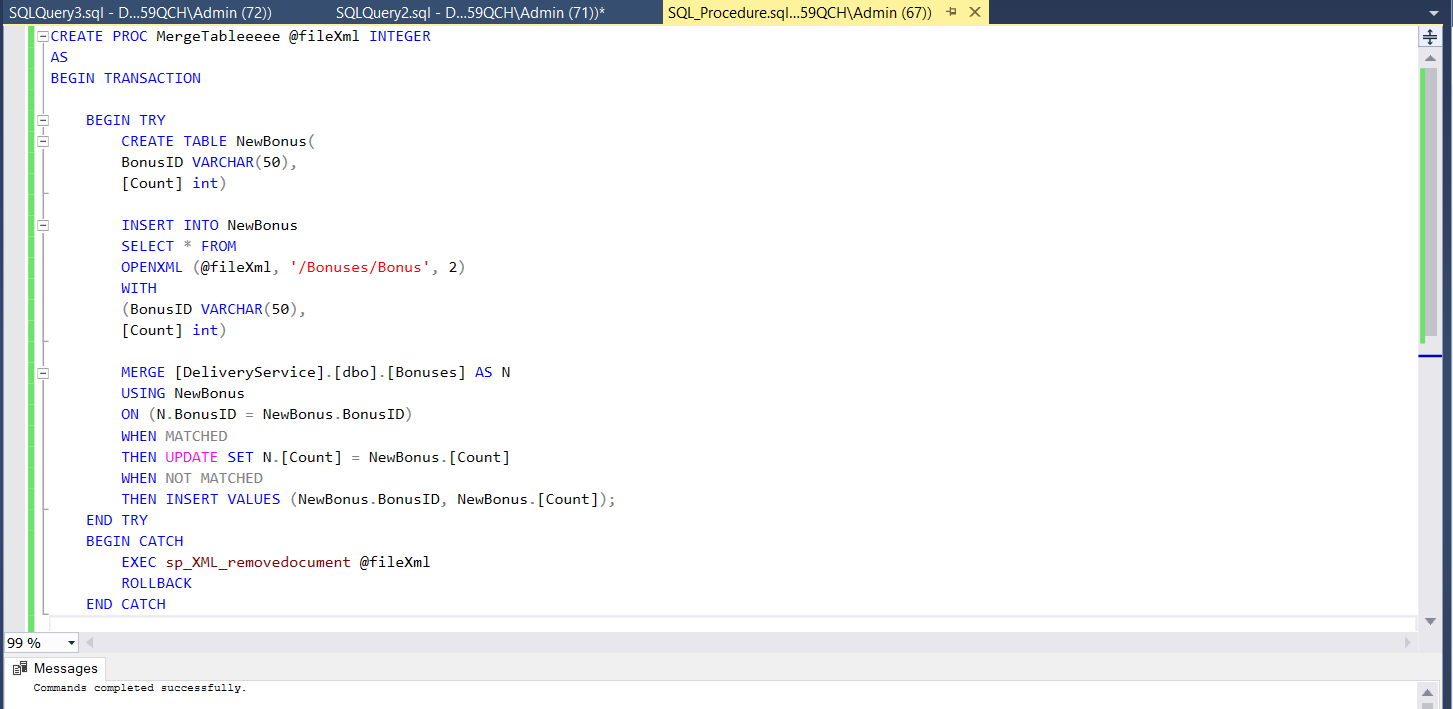 SQLQuery3.sql - D...59QCH\Admin (72))    SQLQuery2.sql - D...59QCH\Admin (71))*    SQL_Procedure.sql...59QCH\Admin (67))
CREATE PROC MergeTableeeee @fileXml INTEGER
AS
BEGIN TRANSACTION
BEGIN TRY
CREATE TABLE NewBonus(
BonusID VARCHAR(50),
[Count] int)
INSERT INTO NewBonus
SELECT * FROM
OPENXML (@fileXml, '/Bonuses/Bonus', 2)
WITH
(BonusID VARCHAR(50),
[Count] int)
MERGE [DeliveryService].[dbo].[Bonuses] AS N
USING NewBonus
ON (N.BonusID = NewBonus.BonusID)
WHEN MATCHED
THEN UPDATE SET N.[Count] = NewBonus.[Count]
WHEN NOT MATCHED
THEN INSERT VALUES (NewBonus.BonusID, NewBonus.[Count]);
END TRY
BEGIN CATCH
EXEC sp_XML_removedocument @fileXml
ROLLBACK
END CATCH
99 %
Messages
Commands completed successfully.